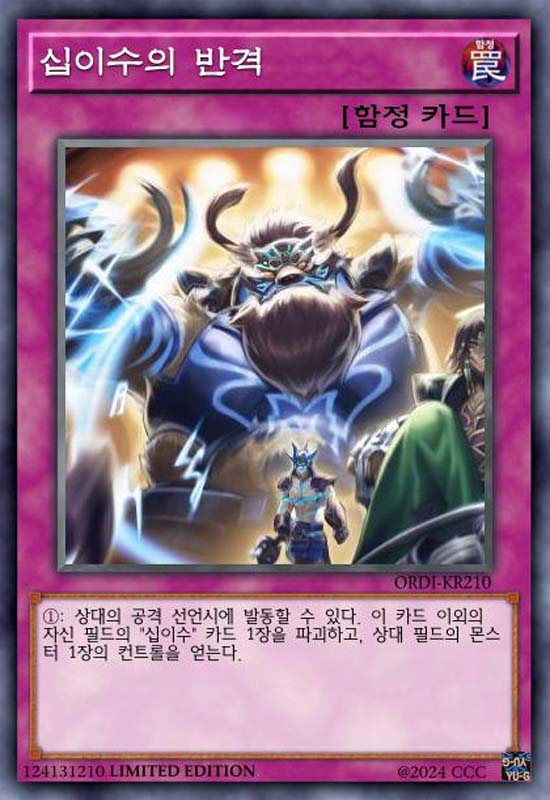 십이수의 반격
함정
罠
[함정 카드]
ORDI-KR210
①: 상대의 공격 선언시에 발동할 수 있다. 이 카드 이외의
자신 필드의 "십이수" 카드 1장을 파괴하고, 상대 필드의 몬스
터 1장의 컨트롤을 얻는다.
124131210 LIMITED EDITION
@2024 CCC
YU-G